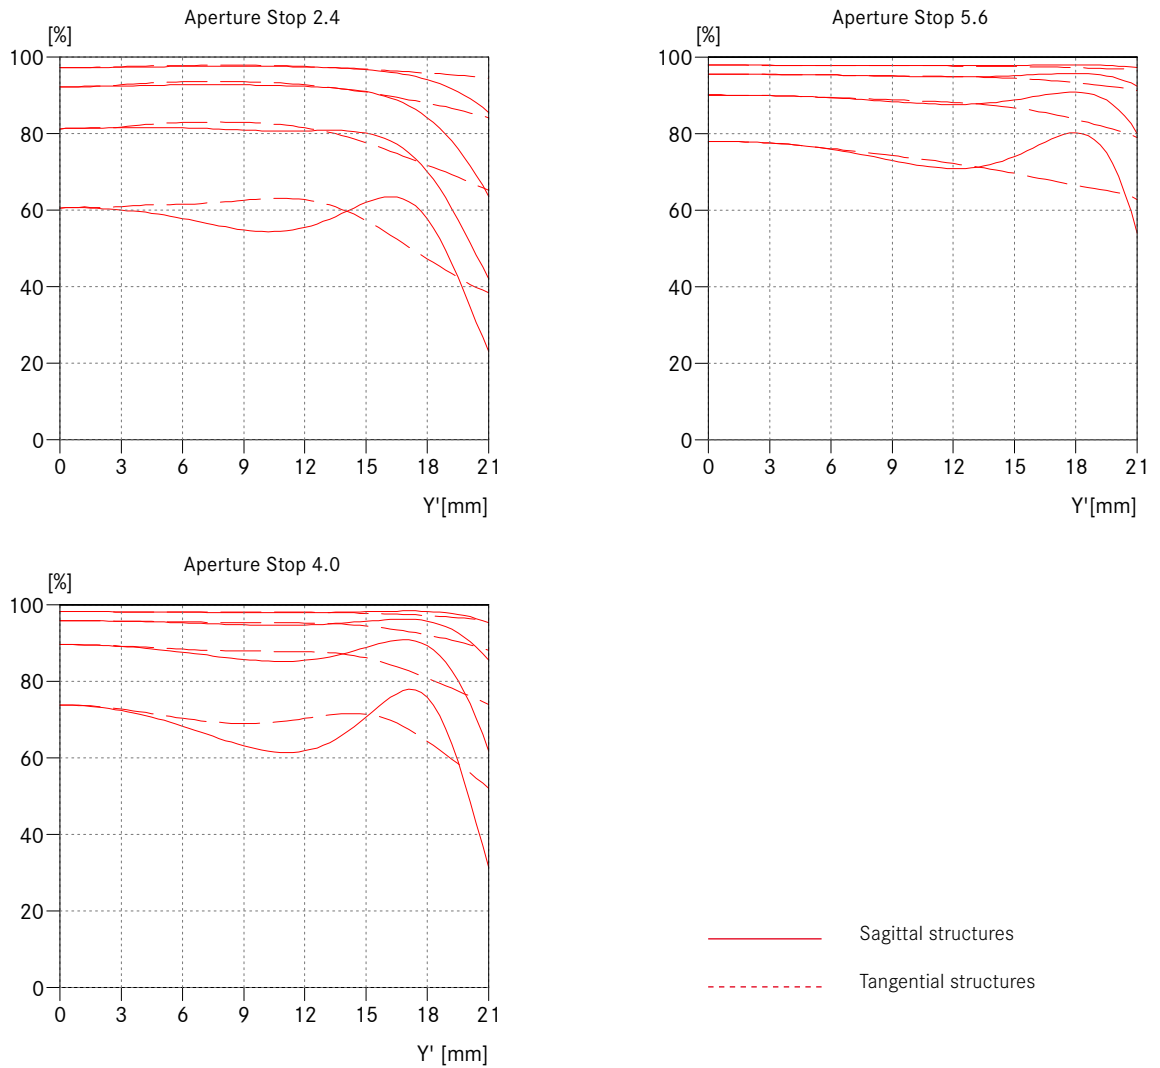 Aperture Stop 2.4
[%]
100
80
60
40
20
0
0 3 6 9 12 15 18 21
Y'[mm]
Aperture Stop 5.6
[%]
100
80
60
40
20
0
0 3 6 9 12 15 18 21
Y'[mm]
Aperture Stop 4.0
[%]
100
80
60
40
20
0
0 3 6 9 12 15 18 21
Y' [mm]
Sagittal structures
Tangential structures